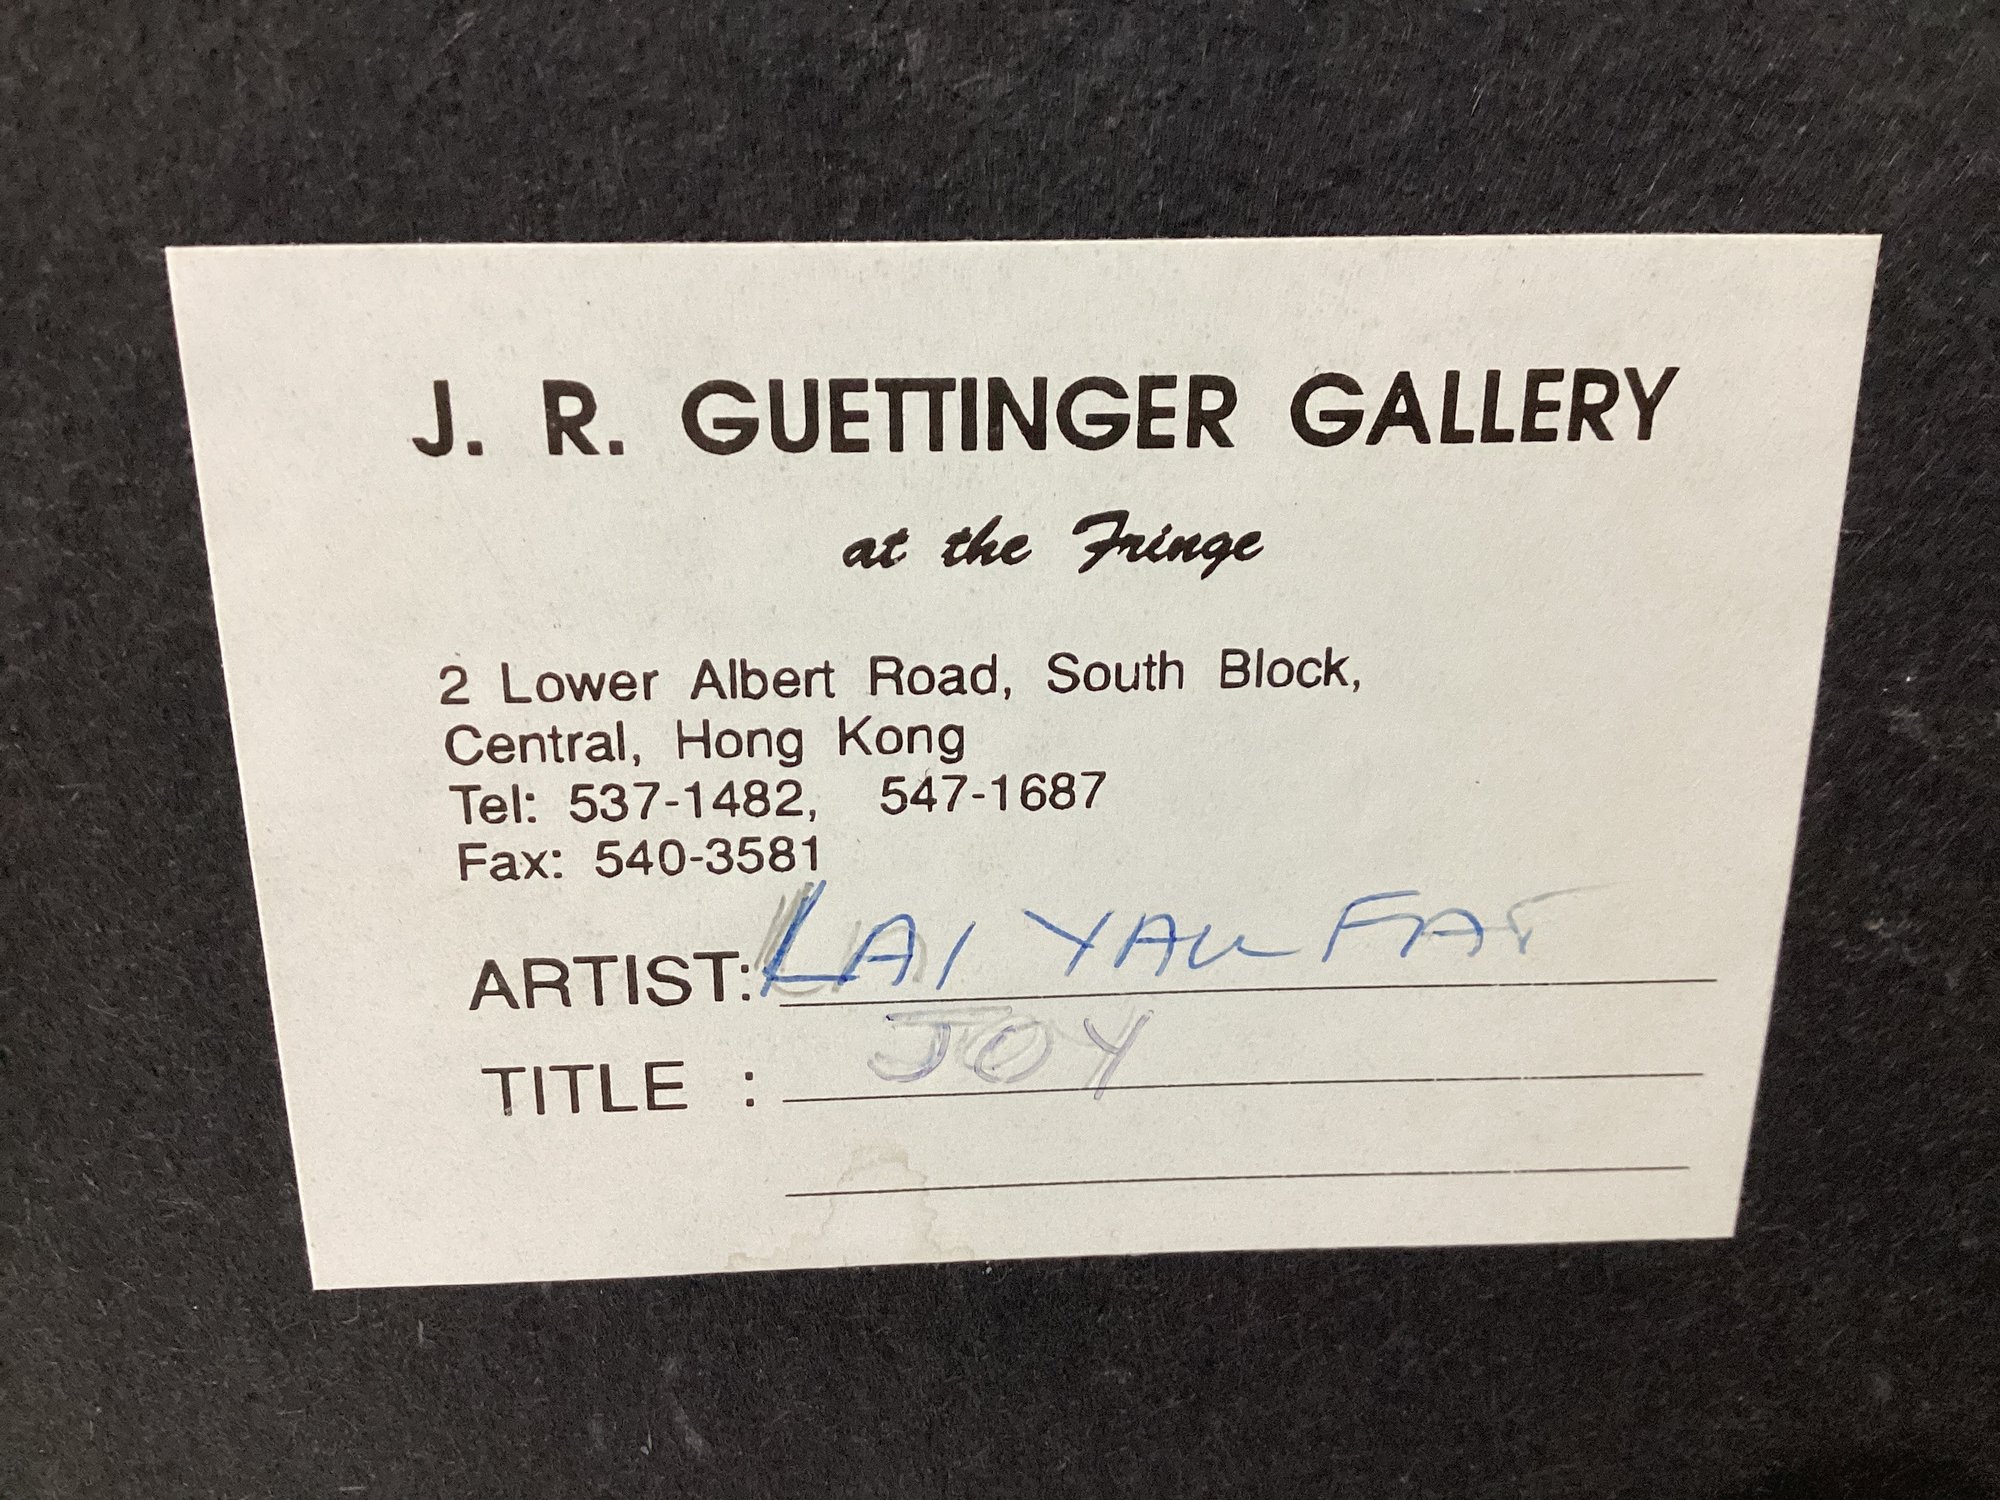 J. R. GUETTINGER GALLERY
at the Fringe
2 Lower Albert Road, South Block,
Central, Hong Kong
Tel: 537-1482, 547-1687
Fax: 540-3581
ARTIST: LAI YAU FAT
TITLE : JOY